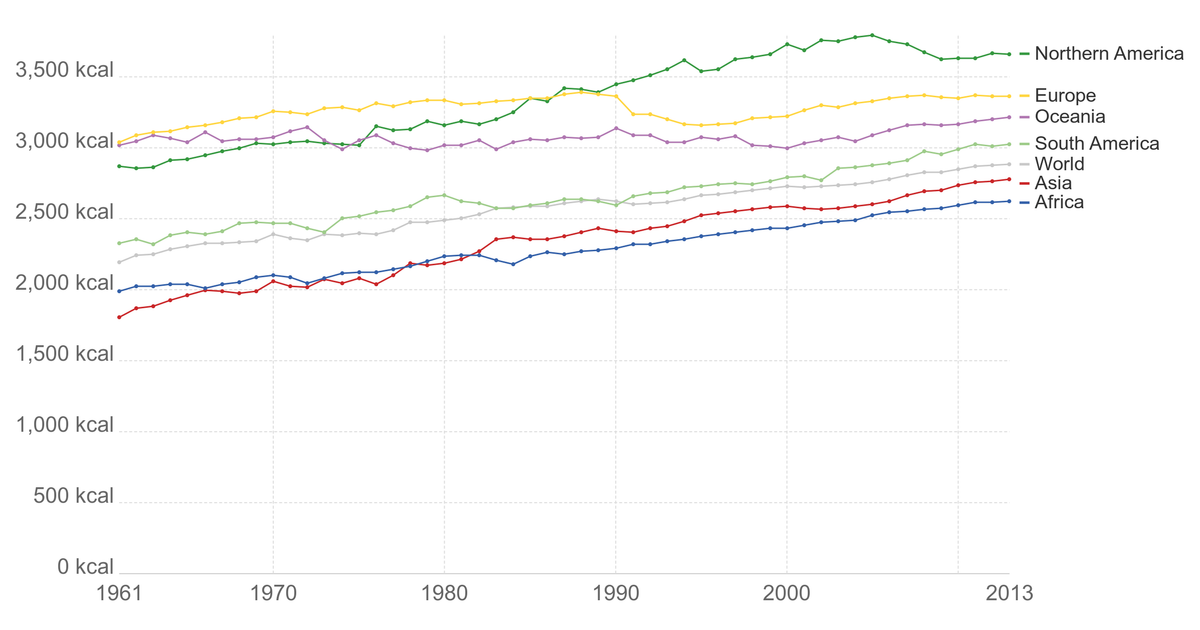 3,500 kcal
3,000 kcal
2,500 kcal
2,000 kcal
1,500 kcal
1,000 kcal
500 kcal
0 kcal
1961 1970 1980 1990 2000 2013
Northern America
Europe
Oceania
South America
World
Asia
Africa